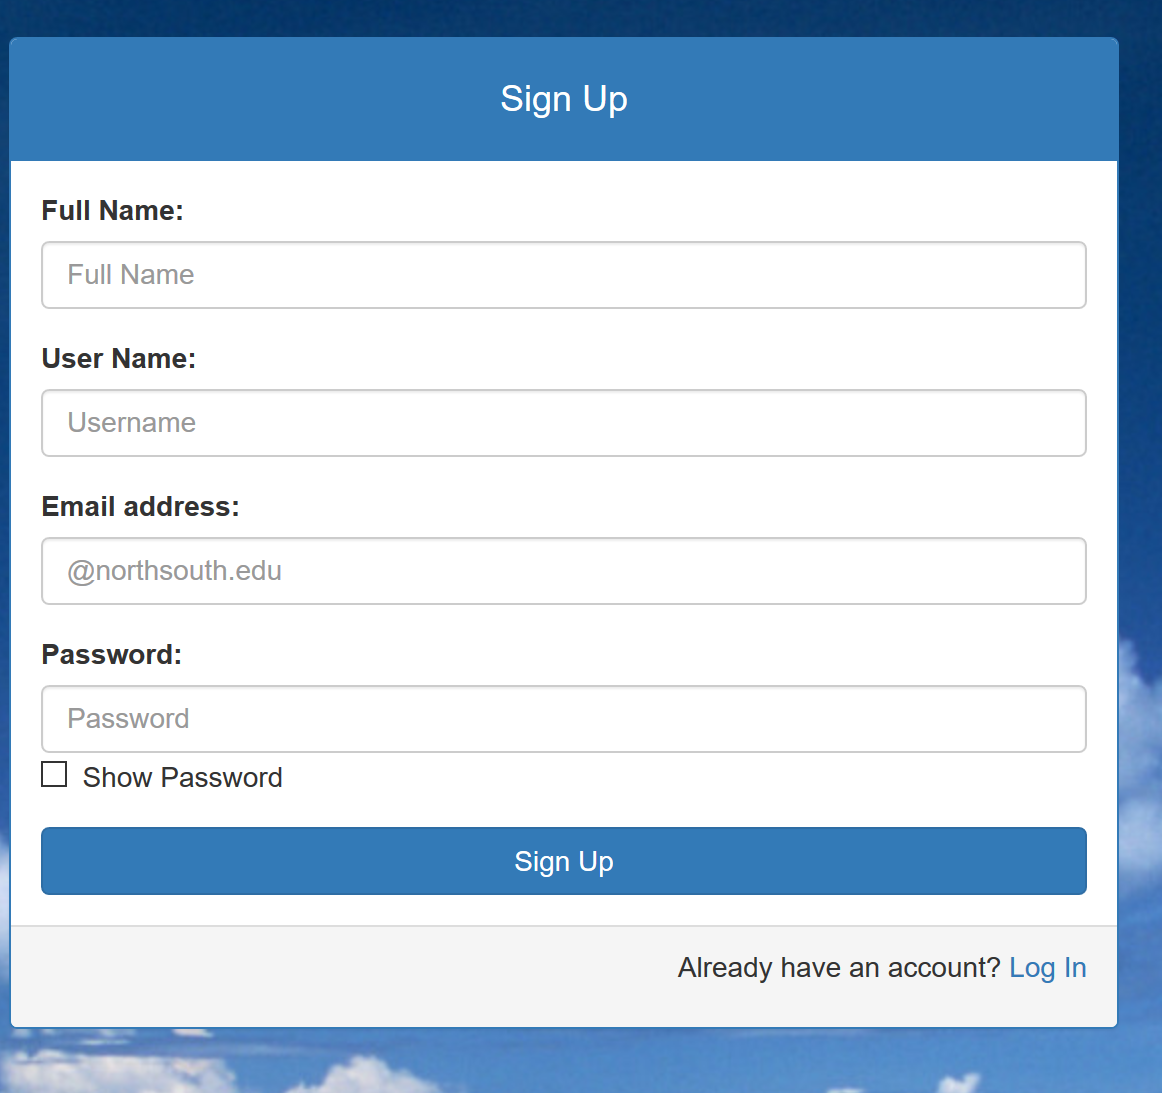 Sign Up
Full Name:
Full Name
User Name:
Username
Email address:
@northsouth.edu
Password:
Password
Show Password
Sign Up
Already have an account? Log In